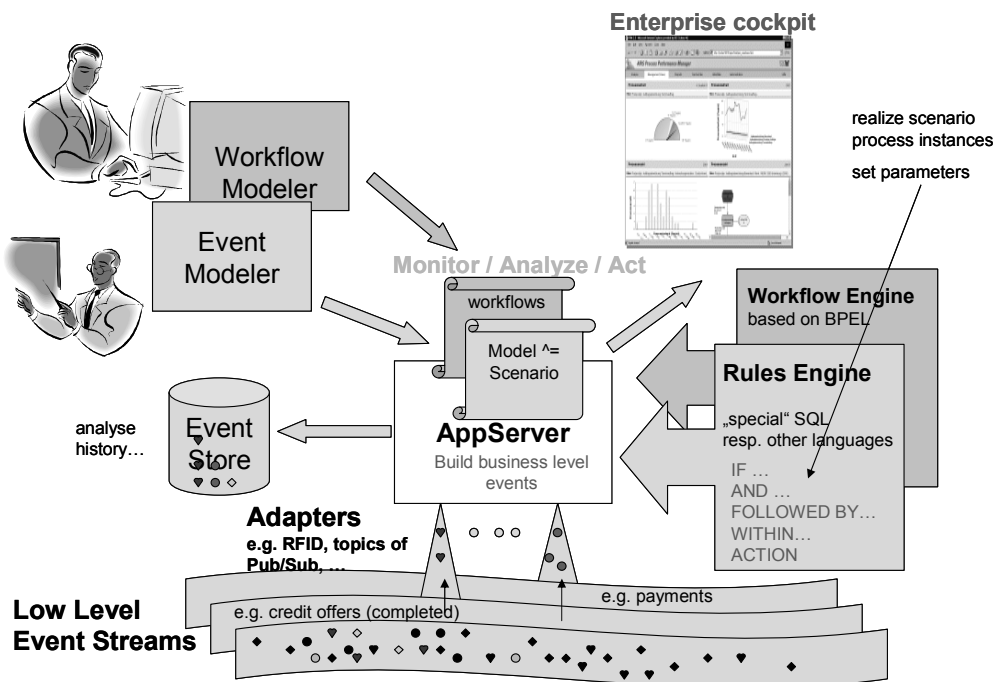 Enterprise cockpit
realize scenario
process instances
set parameters
Workflow
Modeler
Event
Modeler
Monitor / Analyze / Act
workflows
Model ^=
Scenario
Workflow Engine
based on BPEL
Rules Engine
„special“ SQL
resp. other languages
IF …
AND …
FOLLOWED BY…
WITHIN…
ACTION
analyse
history…
Event
Store
AppServer
Build business level
events
Adapters
e.g. RFID, topics of
Pub/Sub, …
e.g. payments
e.g. credit offers (completed)
Low Level
Event Streams